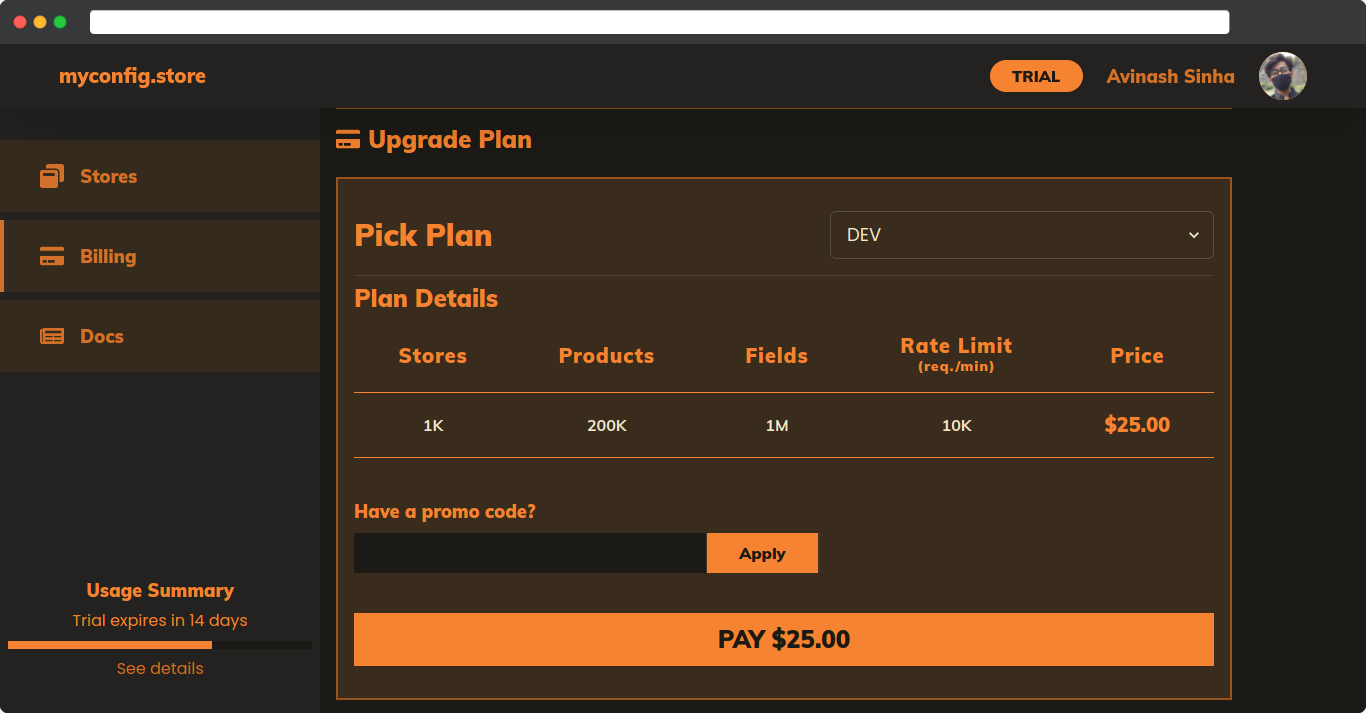 myconfig.store
TRIAL
Avinash Sinha
Stores
Billing
Docs
Usage Summary
Trial expires in 14 days
See details
Upgrade Plan
Pick Plan
DEV
Plan Details
Stores Products Fields Rate Limit (req./min) Price
1K 200K 1M 10K $25.00
Have a promo code?
Apply
PAY $25.00